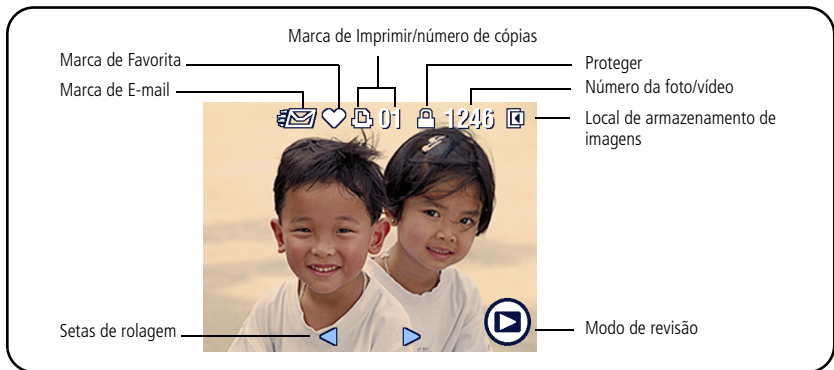 Marca de Imprimir/número de cópias
Marca de Favorita
Marca de E-mail
Proteger
Número da foto/vídeo
Local de armazenamento de
imagens
01 1246
Setas de rolagem
Modo de revisão